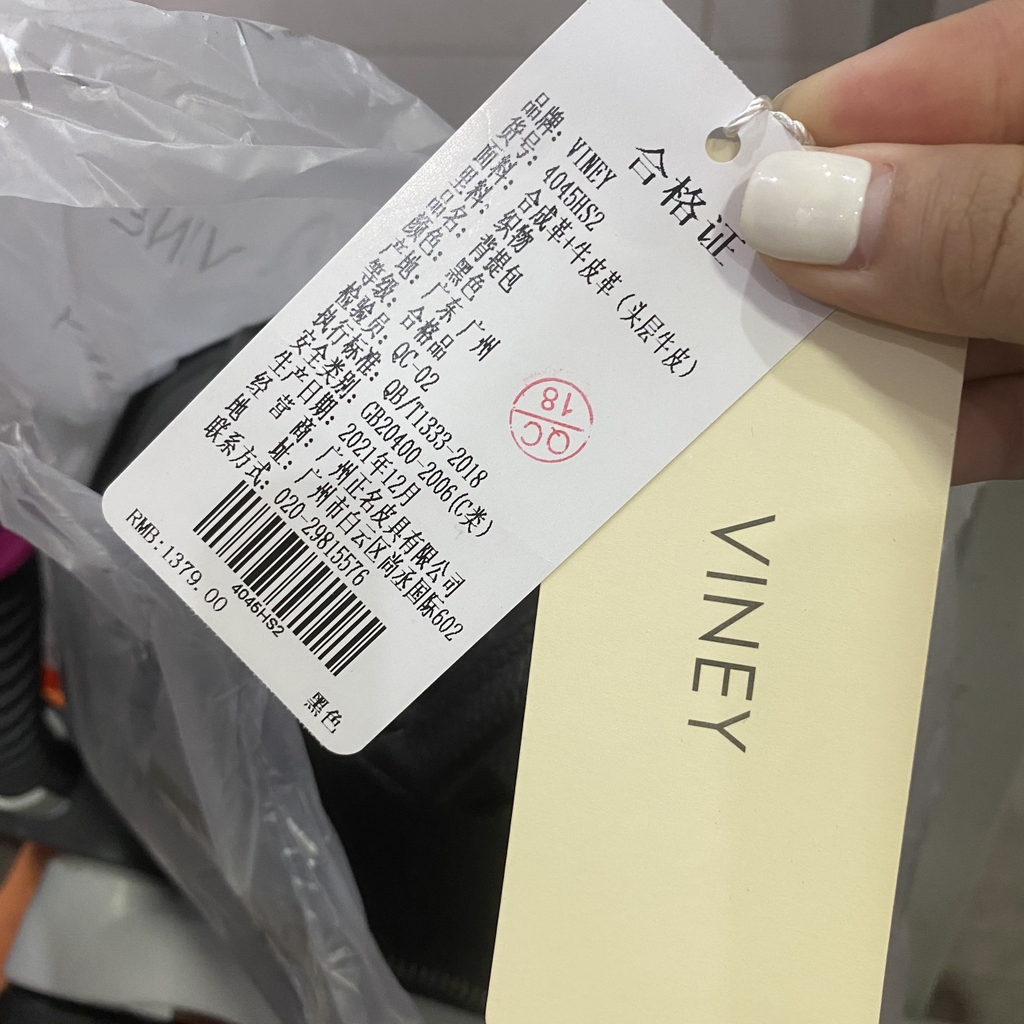 合格证
品牌: VINEY
货号: 4045HS2
面料: 合成革+牛皮革(头层牛皮)
里料: 织物
品名: 背提包
颜色: 黑色
产地: 广东 广州
等级: 合格品
检验员: QC-02
执行标准: QB/T1333-2018
安全类别: GB20400-2006(C类)
生产日期: 2021年12月
经营商: 广州正名皮具有限公司
地址: 广州市白云区尚丞国际602
联系方式: 020-29815576
4045HS2
RMB:1379.00
黑色
QC
18
VINEY
VINEY